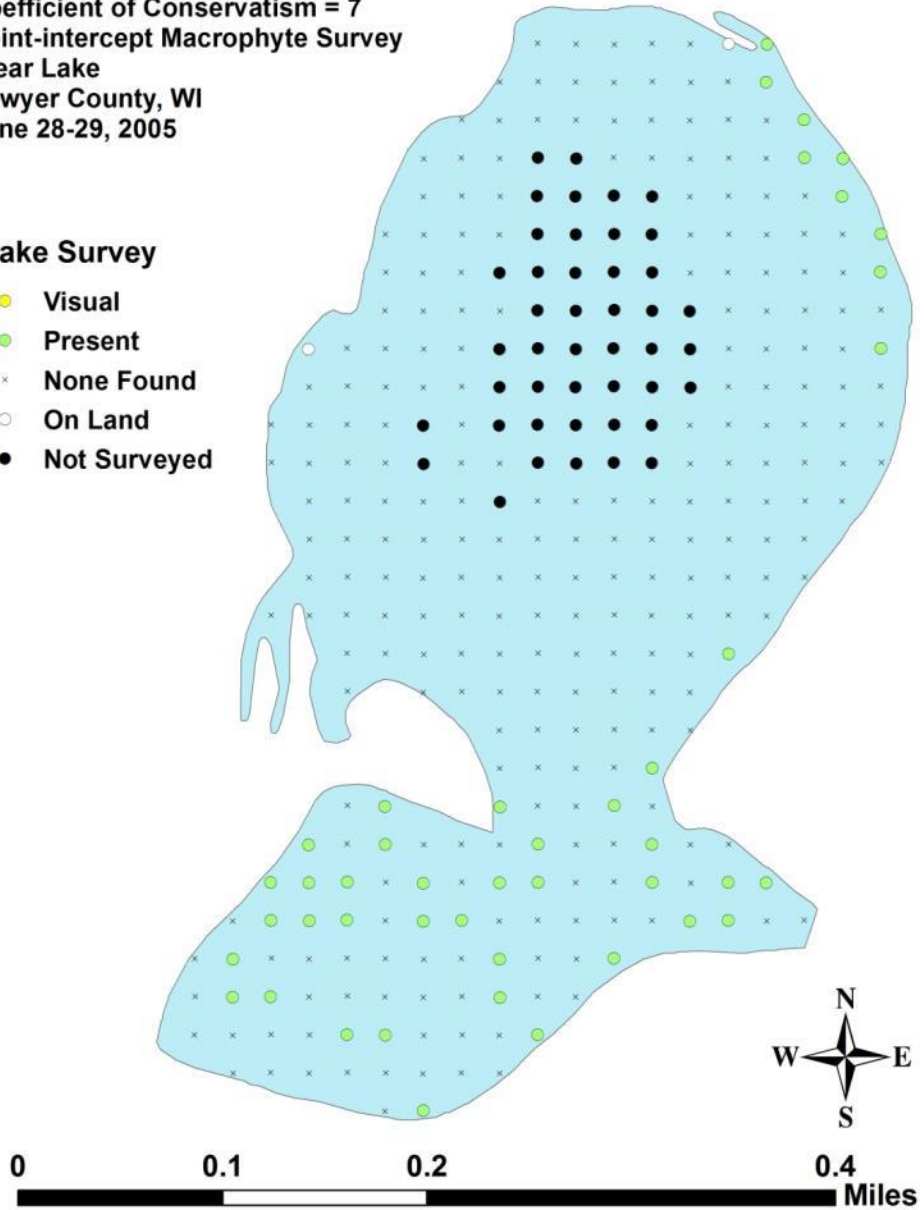 efficient of Conservatism = 7
int-intercept Macrophyte Survey
ear Lake
wyer County, WI
ne 28-29, 2005
ake Survey
Visual
Present
None Found
On Land
Not Surveyed
N
W E
S
0 0.1 0.2 0.4
Miles